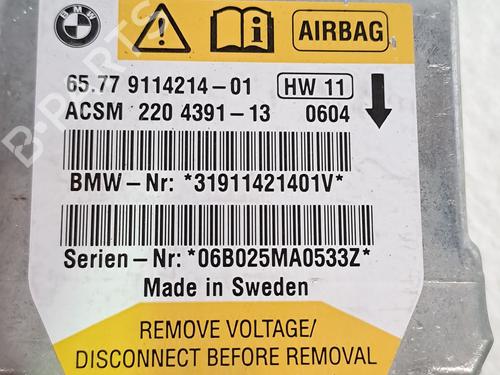 BMW
AIRBAG
65.77 9114214-01 HW 11
ACSM 220 4391-13 0604
BMW-Nr: *31911421401V*
Serien-Nr: *06B025MA0533Z*
Made in Sweden
REMOVE VOLTAGE/
DISCONNECT BEFORE REMOVAL